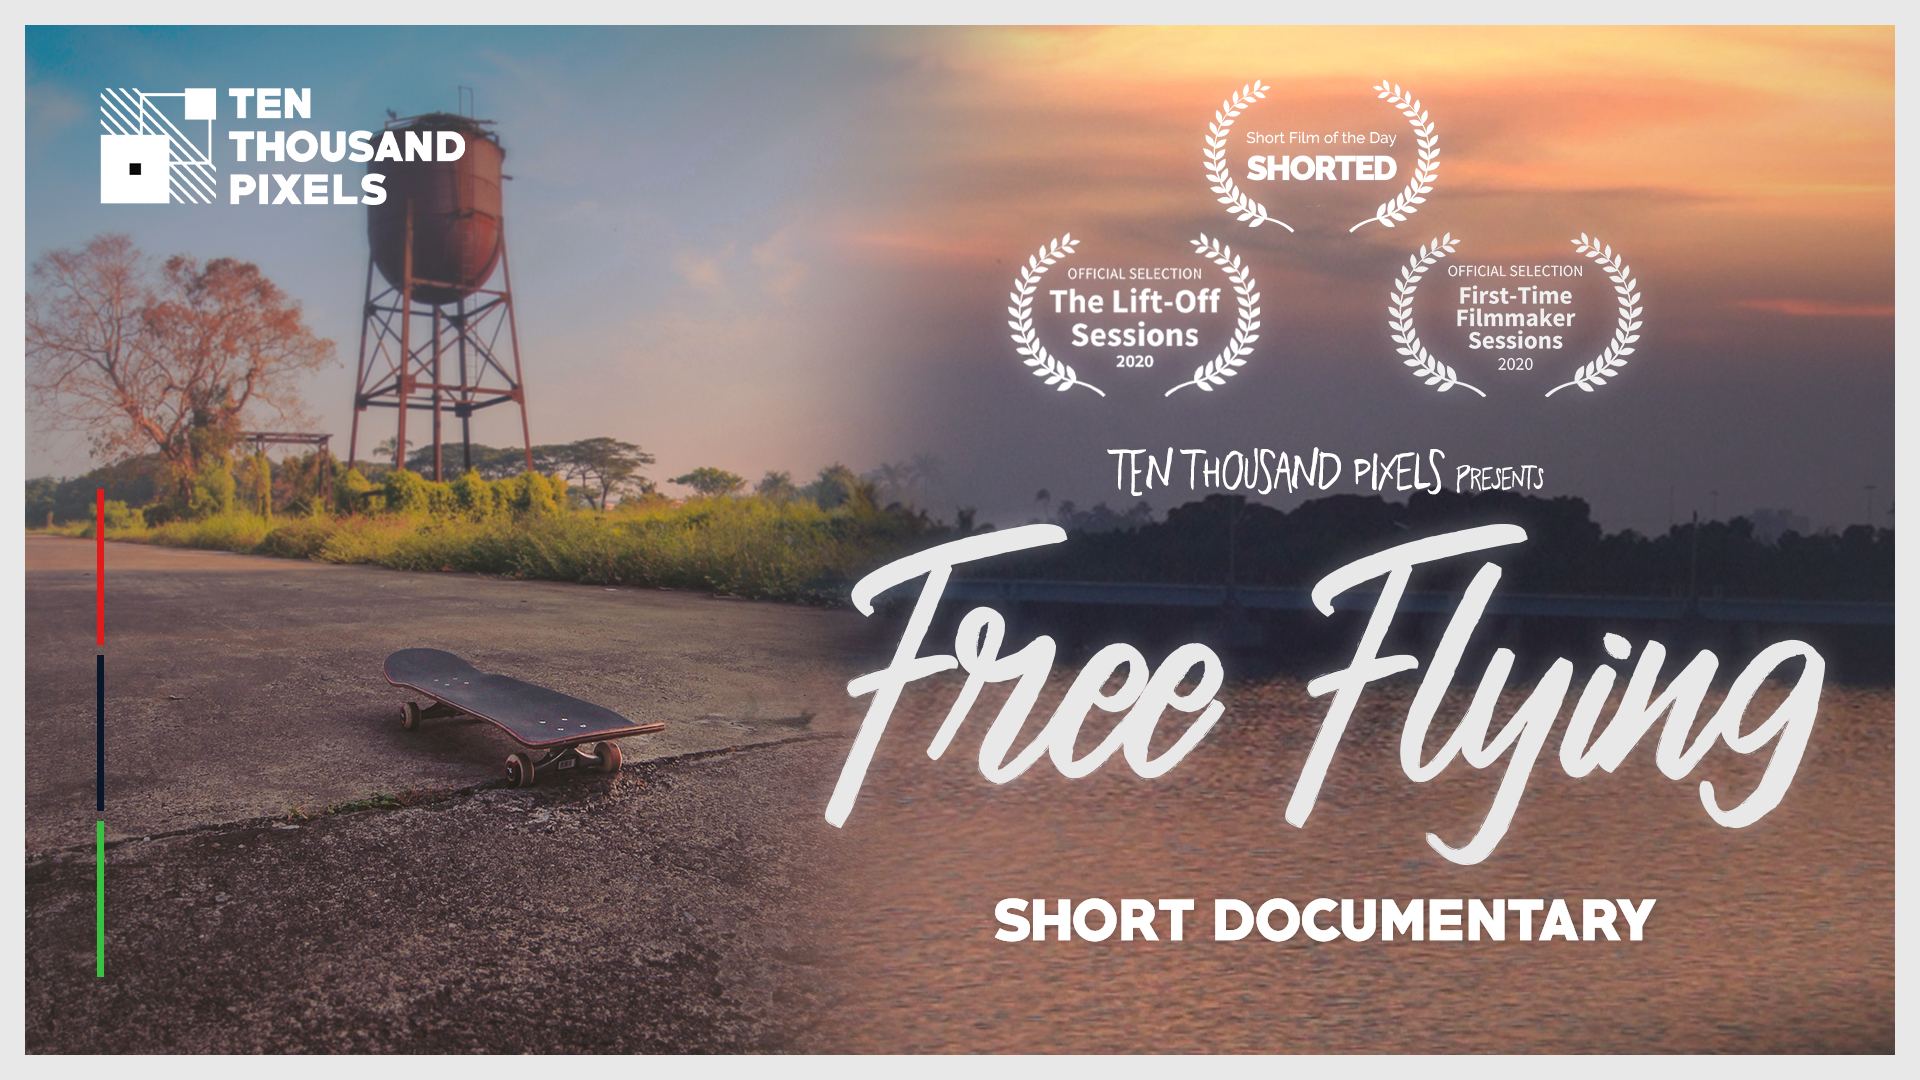 TEN
THOUSAND
PIXELS
Short Film of the Day
SHORTED
OFFICIAL SELECTION
The Lift-Off
Sessions
2020
OFFICIAL SELECTION
First-Time
Filmmaker
Sessions
2020
TEN THOUSAND PIXELS PRESENTS
Free Flying
SHORT DOCUMENTARY